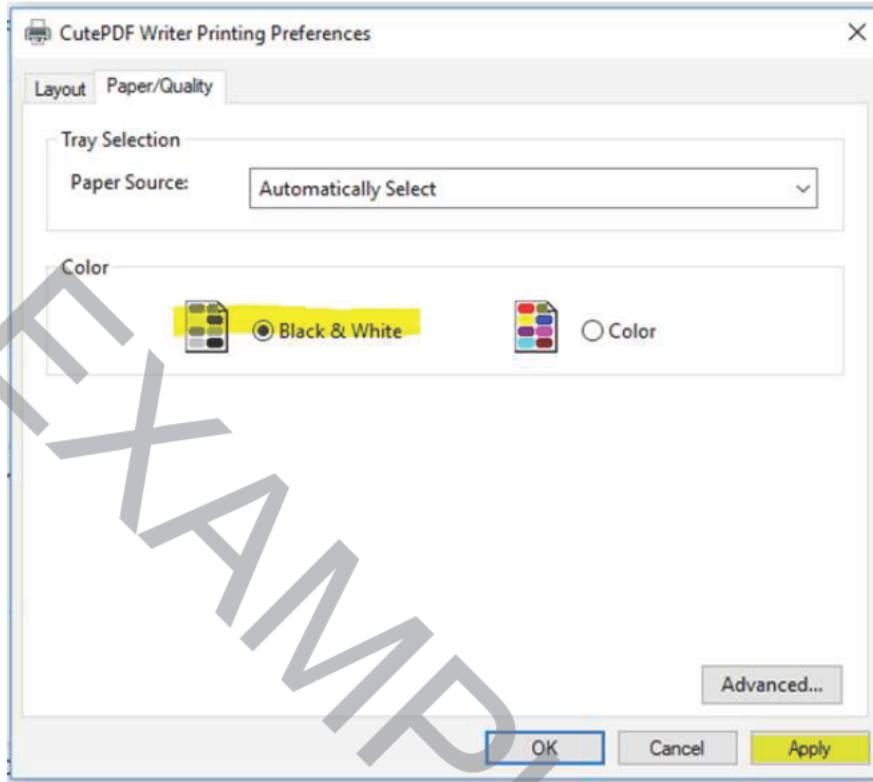 CutePDF Writer Printing Preferences
Layout Paper/Quality
Tray Selection
Paper Source: Automatically Select
Color
Black & White Color
Advanced...
OK Cancel Apply